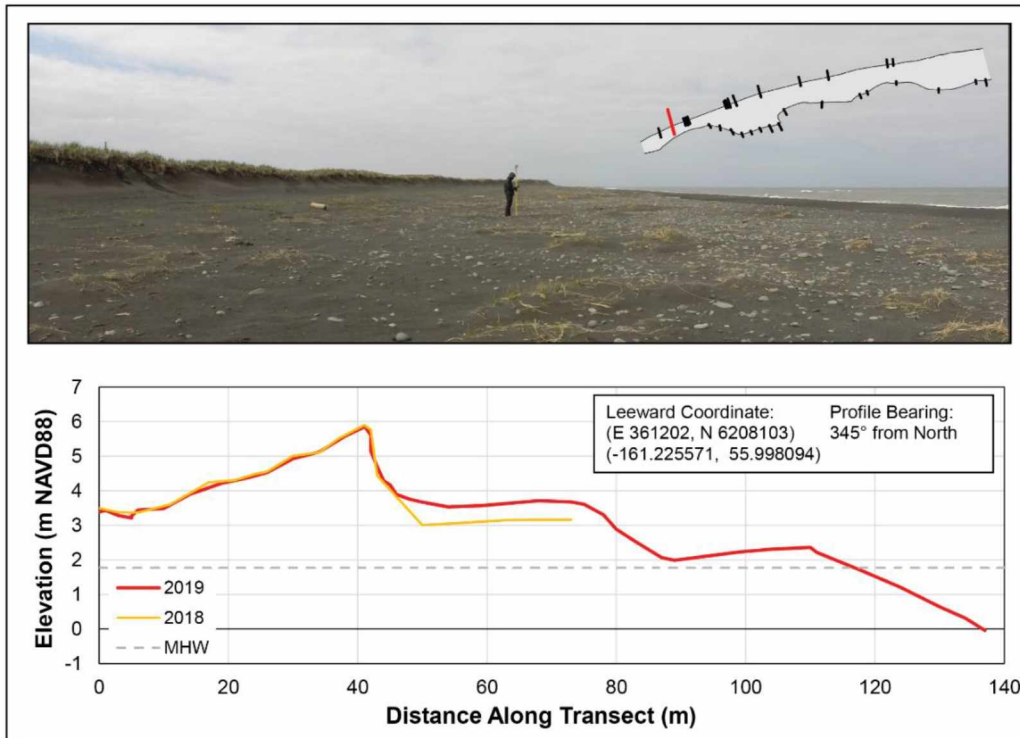 7
6
5
4
3
2
1
0
-1
Elevation (m NAVD88)
Leeward Coordinate:
(E 361202, N 6208103)
(-161.225571, 55.998094)
Profile Bearing:
345° from North
2019
2018
MHW
0 20 40 60 80 100 120 140
Distance Along Transect (m)